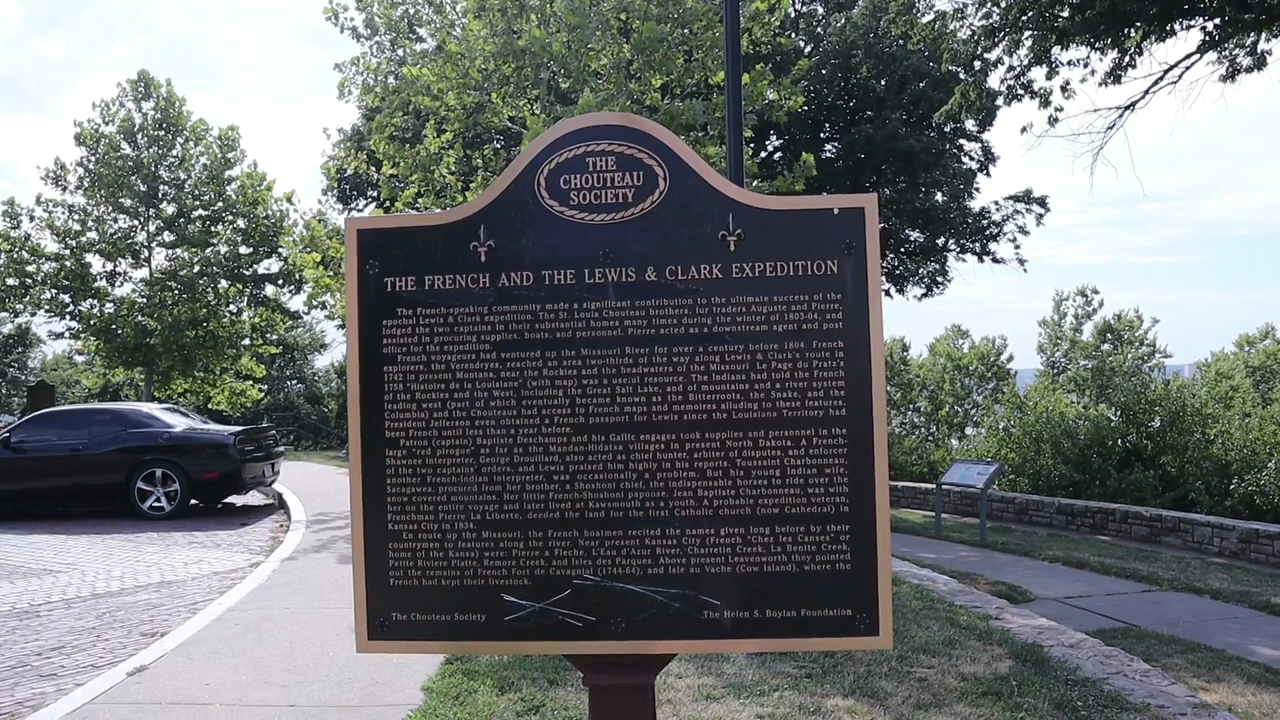 THE
CHOUTEAU
SOCIETY
THE FRENCH AND THE LEWIS & CLARK EXPEDITION
The French-speaking community made a significant contribution to the ultimate success of the
epochal Lewis & Clark expedition. The St. Louis Chouteau brothers, fur traders Auguste and Pierre,
lodged the two captains in their substantial homes many times during the winter of 1803-04, and
assisted in procuring supplies, boats, and personnel. Pierre acted as a downstream agent and post
office for the expedition.
French voyageurs had ventured up the Missouri River for over a century before 1804. French
explorers, the Verendryes, reached an area two-thirds of the way along Lewis & Clark's route in
1742 in present Montana, near the Rockies and the headwaters of the Missouri. Le Page du Pratz's
1758 "Histoire de la Louisiane" (with map) was a useful resource. The Indians had told the French
of the Rockies and the West, including the Great Salt Lake, and of mountains and a river system
leading west (part of which eventually became known as the Bitterroots, the Snake, and the
Columbia) and the Chouteaus had access to French maps and memoires alluding to these features.
President Jefferson even obtained a French passport for Lewis since the Louisiana Territory had
been French until less than a year before.
Patron (captain) Baptiste Deschamps and his Gallic engages took supplies and personnel in the
large "red pirogue" as far as the Mandan-Hidatsa villages in present North Dakota. A French-
Shawnee interpreter, George Drouillard, also acted as chief hunter, arbiter of disputes, and enforcer
of the two captains' orders, and Lewis praised him highly in his reports. Toussaint Charbonneau,
another French-Indian interpreter, was occasionally a problem. But his young Indian wife,
Sacagawea, procured from her brother, a Shoshoni chief, the indispensable horses to ride over the
snow covered mountains. Her little French-Shoshoni papoose, Jean Baptiste Charbonneau, was with
her on the entire voyage and later lived at Kawsmouth as a youth. A probable expedition veteran,
Frenchman Pierre La Liberte, deeded the land for the first Catholic church (now Cathedral) in
Kansas City in 1834.
En route up the Missouri, the French boatmen recited the names given long before by their
countrymen to features along the river. Near present Kansas City (French "Chez les Canses" or
home of the Kansa) were: Pierre a Fleche, L'Eau d'Azur River, Charretin Creek, La Benite Creek,
Petite Riviere Platte, Remore Creek, and Isles des Parques. Above present Leavenworth they pointed
out the remains of French Fort de Cavagnial (1744-64), and Isle au Vache (Cow Island), where the
French had kept their livestock.
The Chouteau Society
The Helen S. Boylan Foundation